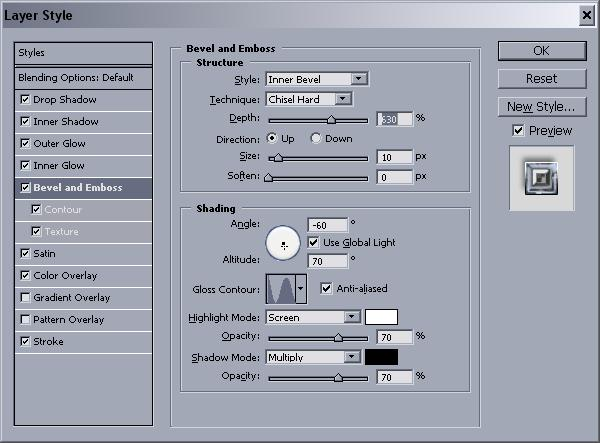 Layer Style
Styles
Blending Options: Default
Drop Shadow
Inner Shadow
Outer Glow
Inner Glow
Bevel and Emboss
Contour
Texture
Satin
Color Overlay
Gradient Overlay
Pattern Overlay
Stroke
Bevel and Emboss
Structure
Style: Inner Bevel
Technique: Chisel Hard
Depth: 630 %
Direction: Up Down
Size: 10 px
Soften: 0 px
Shading
Angle: -60 °
Use Global Light
Altitude: 70 °
Gloss Contour: Anti-aliased
Highlight Mode: Screen
Opacity: 70 %
Shadow Mode: Multiply
Opacity: 70 %
OK
Reset
New Style...
Preview